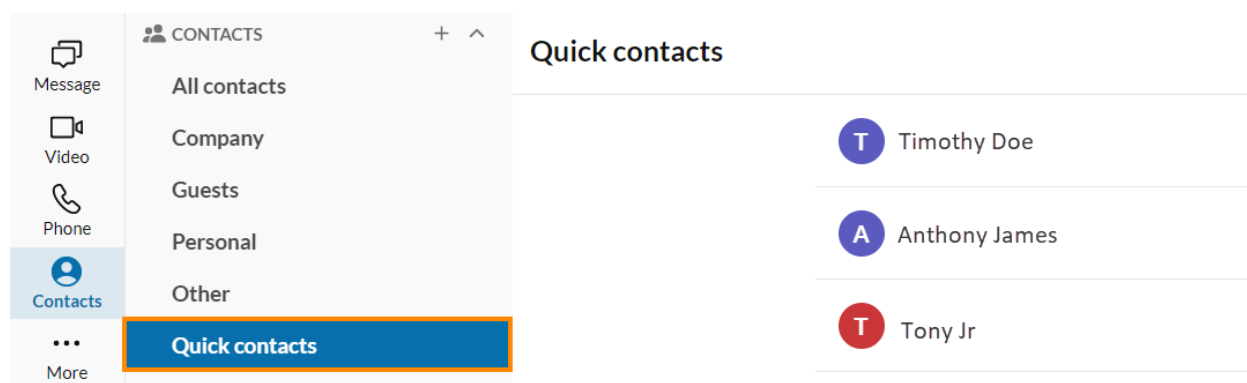 Message
Video
Phone
Contacts
More
CONTACTS
All contacts
Company
Guests
Personal
Other
Quick contacts
Quick contacts
T Timothy Doe
A Anthony James
T Tony Jr